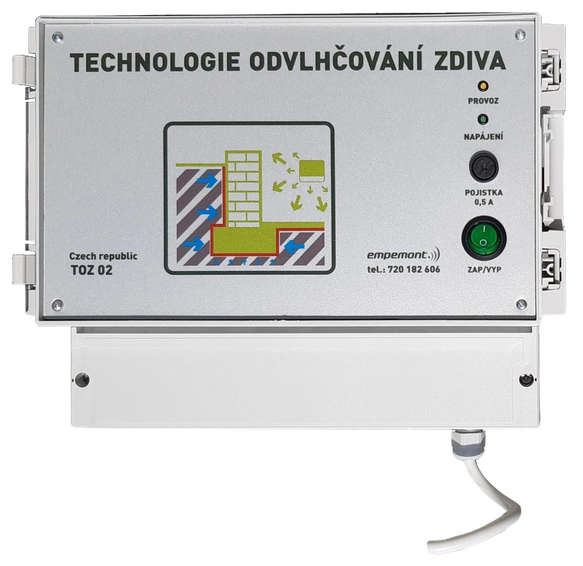 TECHNOLOGIE ODVLHČOVÁNÍ ZDIVA
PROVOZ
NAPÁJENÍ
POJISTKA
0,5 A
Czech republic
TOZ 02
empemont
tel.: 720 182 606
ZAP/VYP